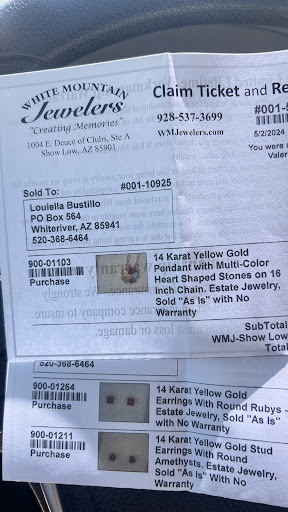 WHITE MOUNTAIN
Jewelers
"Creating Memories"
1004 E. Deuce of Clubs, Ste A
Show Low, AZ 85901
Claim Ticket and Re
928-537-3699
WMJewelers.com
#001-5
5/2/2024
You were a
Valer
Sold To: #001-10925
Louiella Bustillo
PO Box 564
Whiteriver, AZ 85941
520-368-6464
900-01103
Purchase
14 Karat Yellow Gold
Pendant with Multi-Color
Heart Shaped Stones on 16
Inch Chain. Estate Jewelry,
Sold "As Is" with No
Warranty
SubTotal
WMJ-Show Low
Total
520-368-6464
900-01264
Purchase
14 Karat Yellow Gold
Earrings With Round Rubys -
Estate Jewelry, Sold "As Is"
with No Warranty
900-01211
Purchase
14 Karat Yellow Gold Stud
Earrings With Round
Amethysts. Estate Jewelry,
Sold "As Is" With No
Warranty